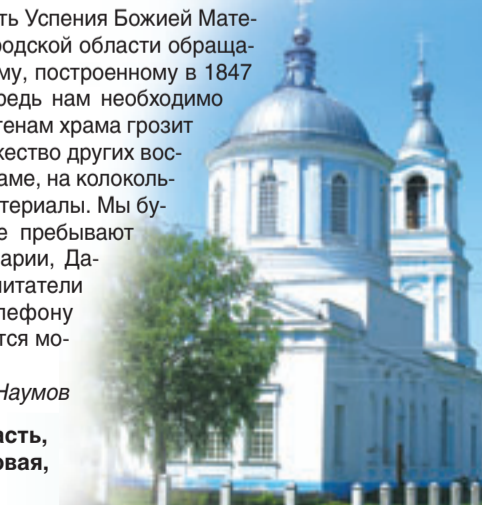 ть Успения Божией Мате-
родской области обраща-
му, построенному в 1847
редь нам необходимо
тенам храма грозит
жество других вос-
аме, на колоколь-
териалы. Мы бу-
е пребывают
арии, Да-
читатели
лефону
тся мо-
Наумов
асть,
овая,